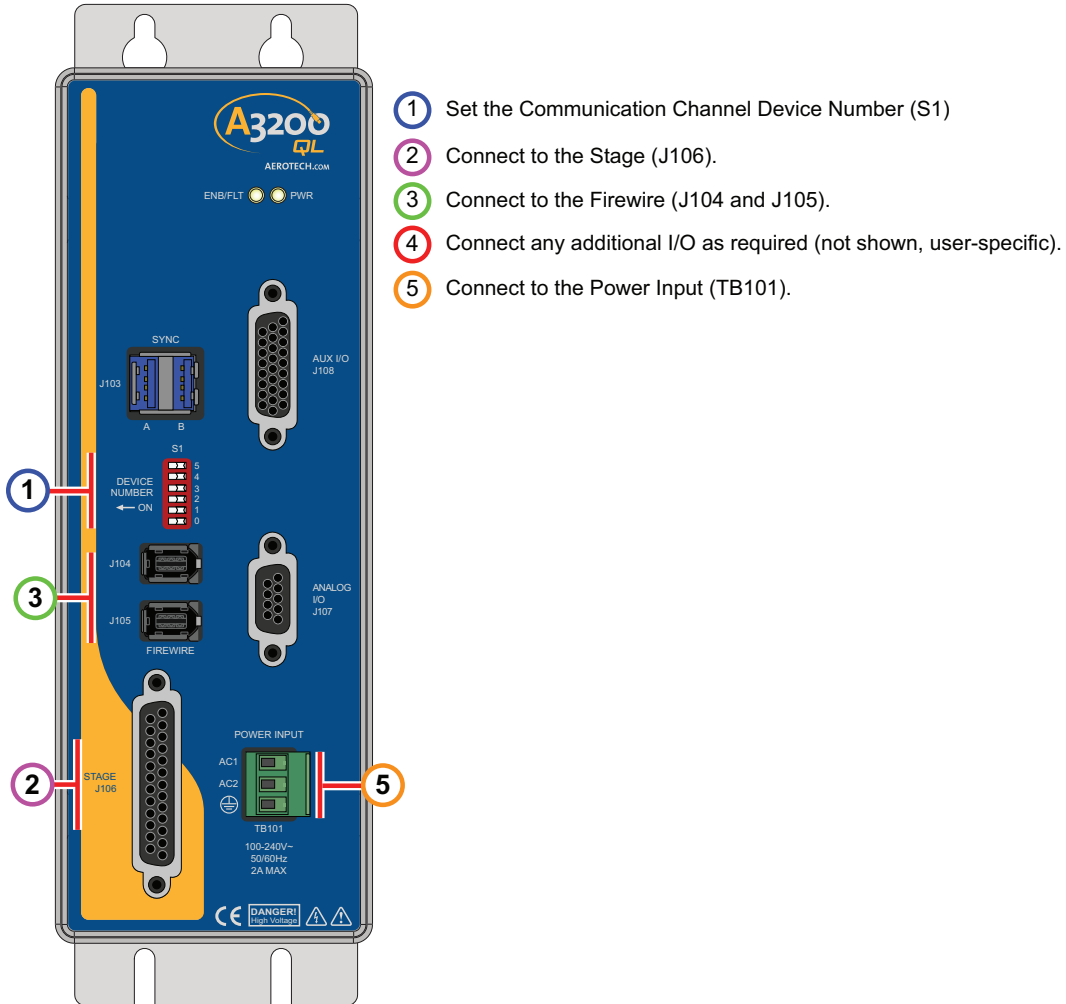 A3200
QL
AEROTECH.COM
ENB/FLT PWR
SYNC
J103
A B
AUX I/O
J108
S1
DEVICE
NUMBER
← ON
5
4
3
2
1
0
J104
J105
FIREWIRE
ANALOG
I/O
J107
STAGE
J106
POWER INPUT
AC1
AC2
TB101
100-240V~
50/60Hz
2A MAX
CE
DANGER!
High Voltage
1
3
2
5
1 Set the Communication Channel Device Number (S1)
2 Connect to the Stage (J106).
3 Connect to the Firewire (J104 and J105).
4 Connect any additional I/O as required (not shown, user-specific).
5 Connect to the Power Input (TB101).